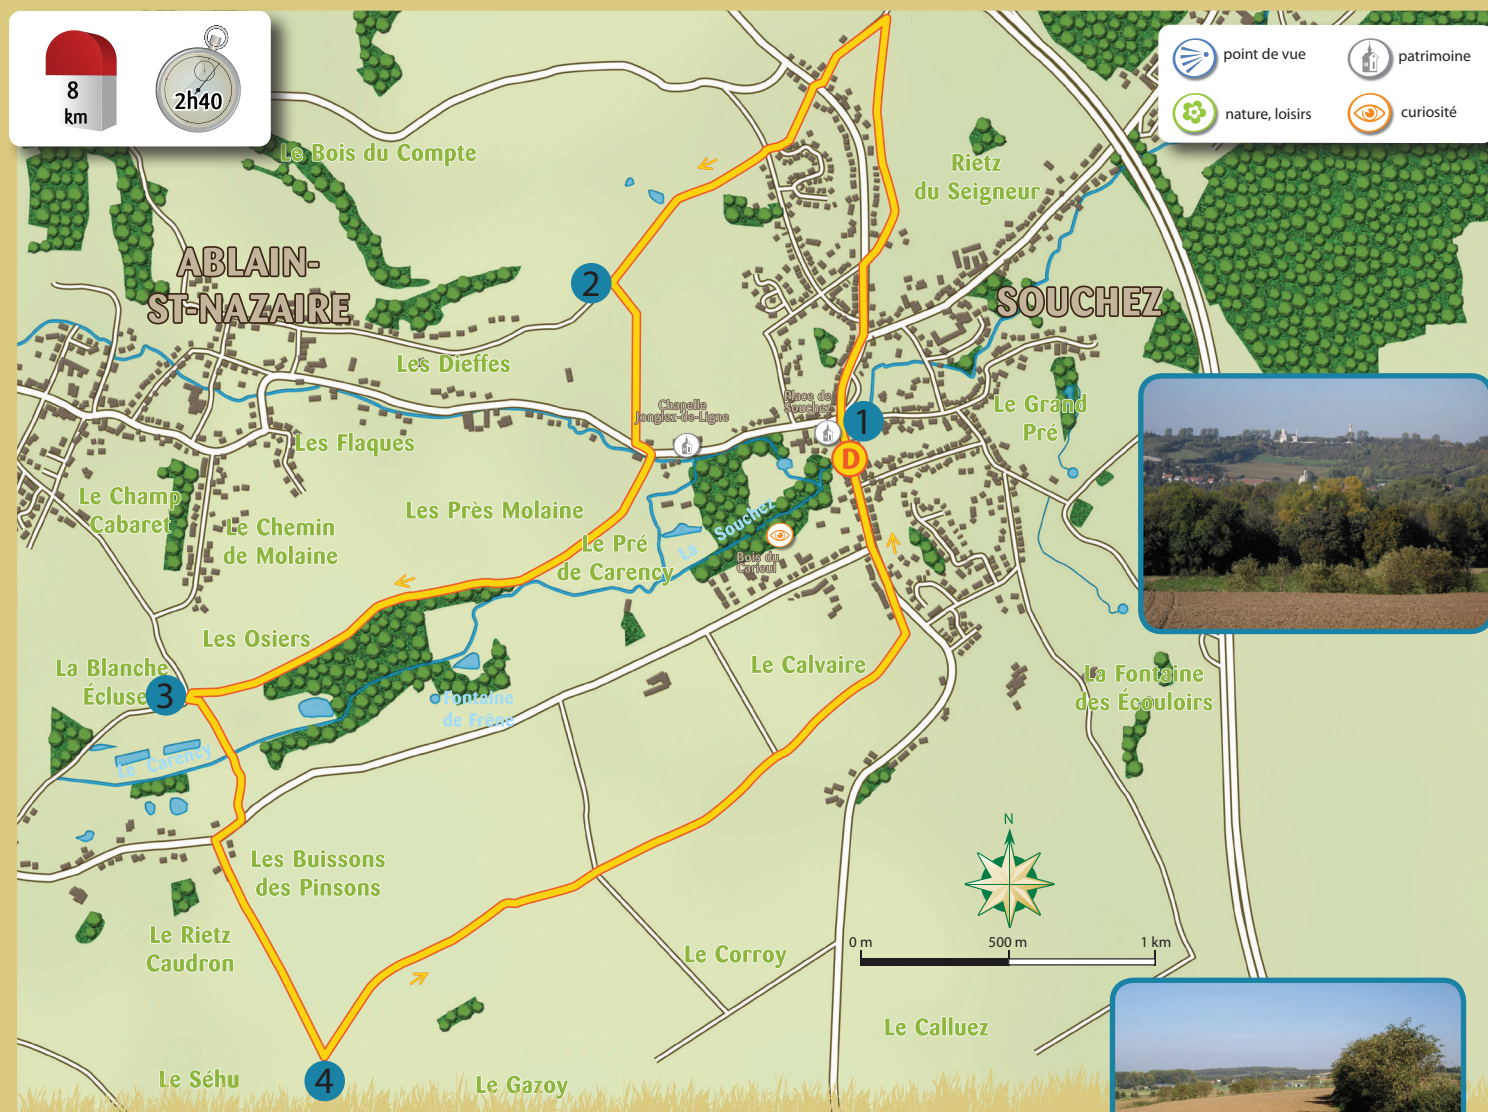 8
km
2h40
point de vue
patrimoine
nature, loisirs
curiosité
Le Bois du Compte
Rietz
du Seigneur
ABLAIN-
ST-NAZAIRE
2
SOUCHEZ
Les Dieffes
Chapelle
Jonglez-de-Ligne
Place de
Souchez
1
Le Grand
Pré
Les Flaques
D
Le Champ
Cabaret
Le Chemin
de Molaine
Les Près Molaine
Le Pré
de Carency
La Souchez
Bois du
Carieul
Les Osiers
La Blanche
Écluse
3
Le Calvaire
La Fontaine
des Écouloirs
Fontaine
de Frêne
Le Carency
Les Buissons
des Pinsons
N
Le Rietz
Caudron
Le Corroy
0 m
500 m
1 km
Le Calluez
Le Séhu
4
Le Gazoy